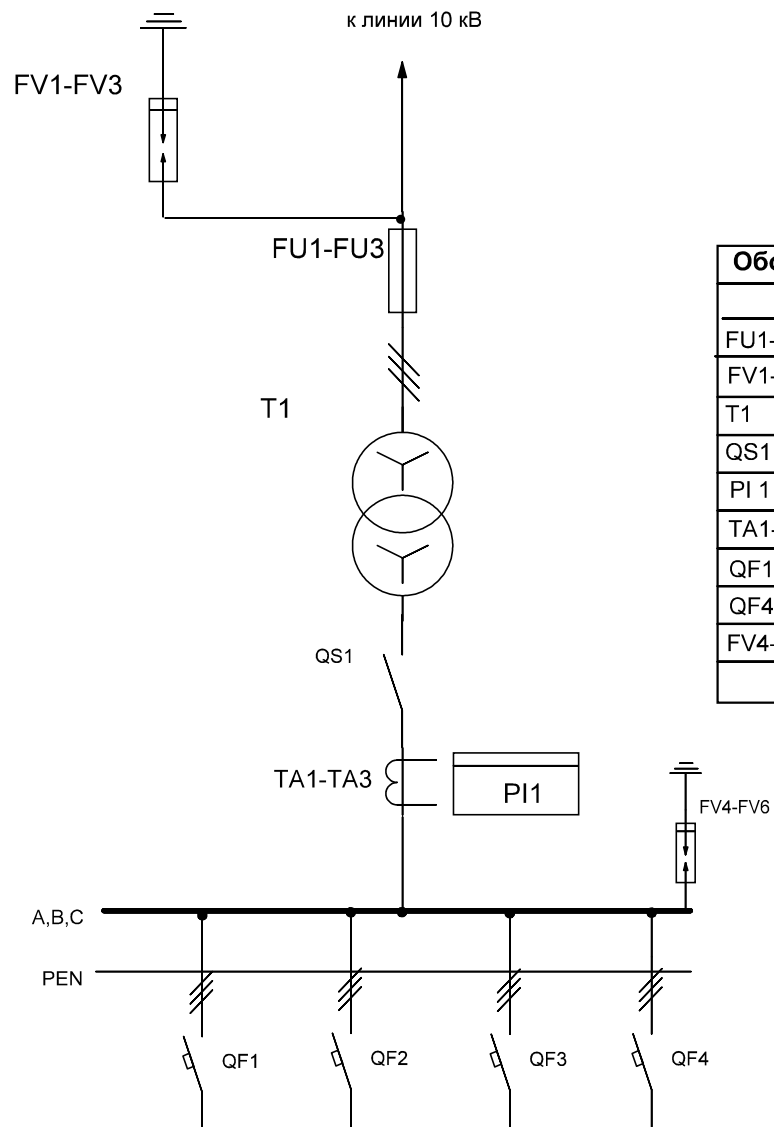 к линии 10 кВ
FV1-FV3
FU1-FU3
T1
QS1
TA1-TA3
PI1
FV4-FV6
A,B,C
PEN
QF1
QF2
QF3
QF4
Обо
FU1-
FV1-
T1
QS1
PI 1
TA1-
QF1
QF4
FV4-